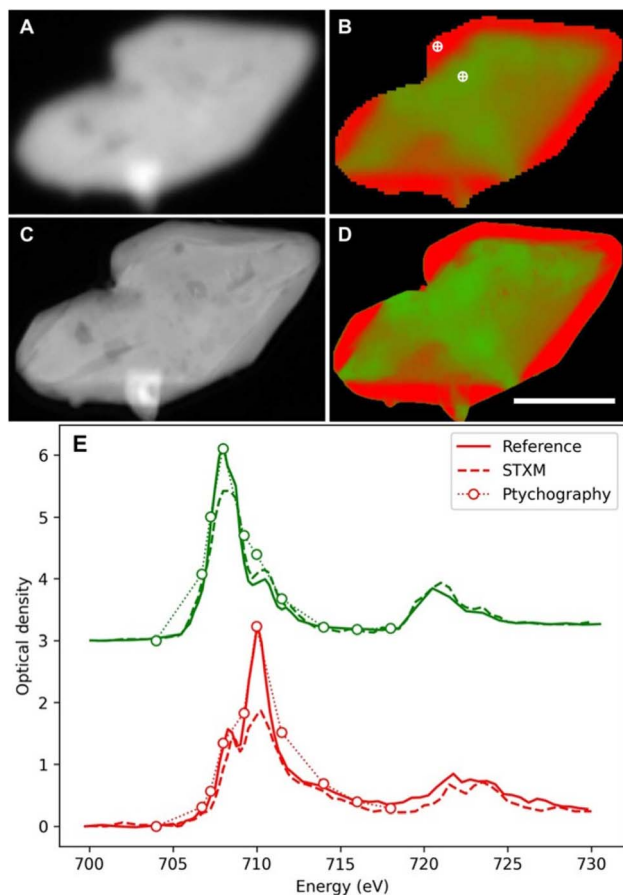 A
B
C
D
E
Reference
STXM
Ptychography
6
5
4
3
2
1
0
Optical density
700
705
710
715
720
725
730
Energy (eV)